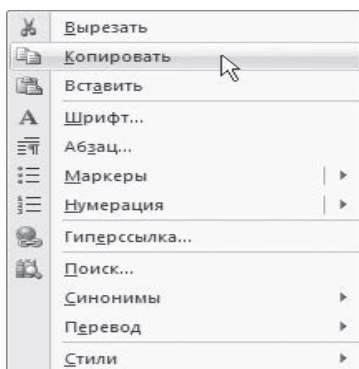 Вырезать
Копировать
Вставить
Шрифт...
Абзац...
Маркеры
Нумерация
Гиперссылка...
Поиск...
Синонимы
Перевод
Стили